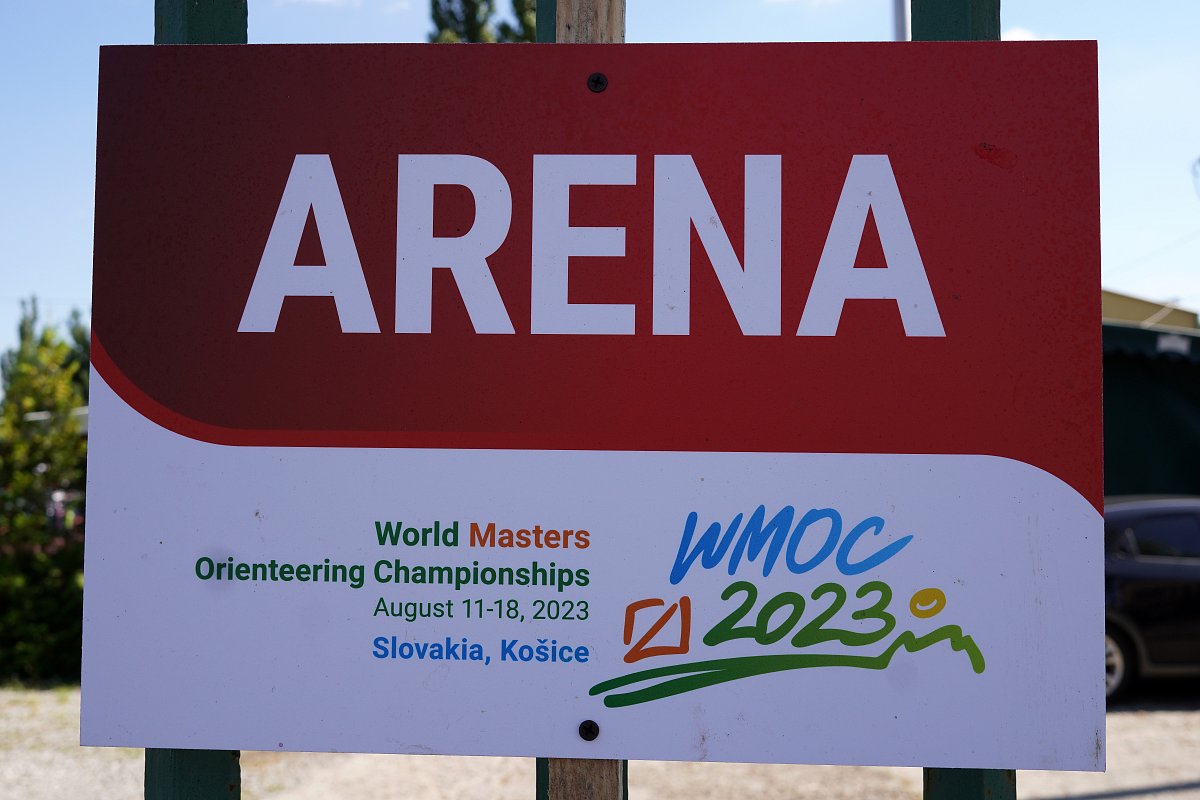 ARENA
World Masters
Orienteering Championships
August 11-18, 2023
Slovakia, Košice
WMOC
2023